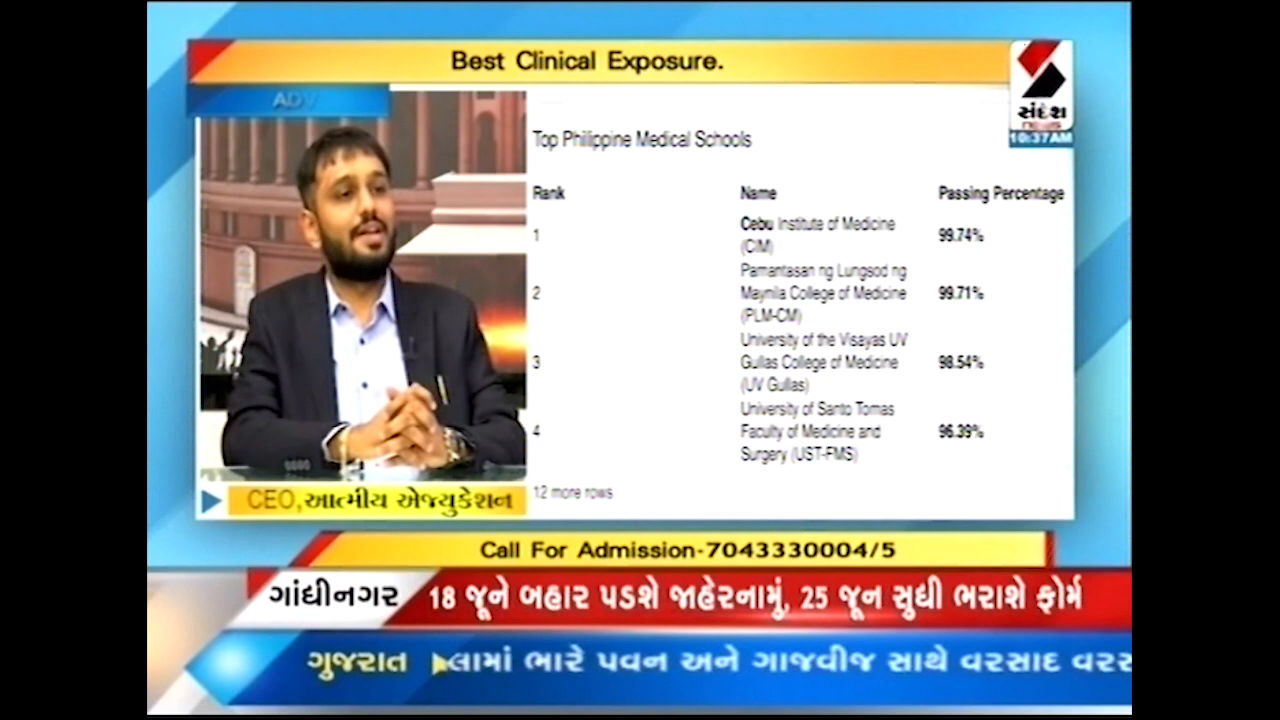 Best Clinical Exposure.
ADV
સંદેશ
NEWS
10:37AM
Top Philippine Medical Schools
Rank Name Passing Percentage
1 Cebu Institute of Medicine (CIM) 99.74%
2 Pamantasan ng Lungsod ng Maynila College of Medicine (PLM-CM) 99.71%
3 University of the Visayas UV Gullas College of Medicine (UV Gullas) 98.54%
4 University of Santo Tomas Faculty of Medicine and Surgery (UST-FMS) 96.39%
12 more rows
CEO,આત્મીય એજ્યુકેશન
Call For Admission-7043330004/5
ગાંધીનગર 18 જૂને બહાર પડશે જાહેરનામું, 25 જૂન સુધી ભરાશે ફોર્મ
ગુજરાત લામાં ભારે પવન અને ગાજવીજ સાથે વરસાદ વરસ